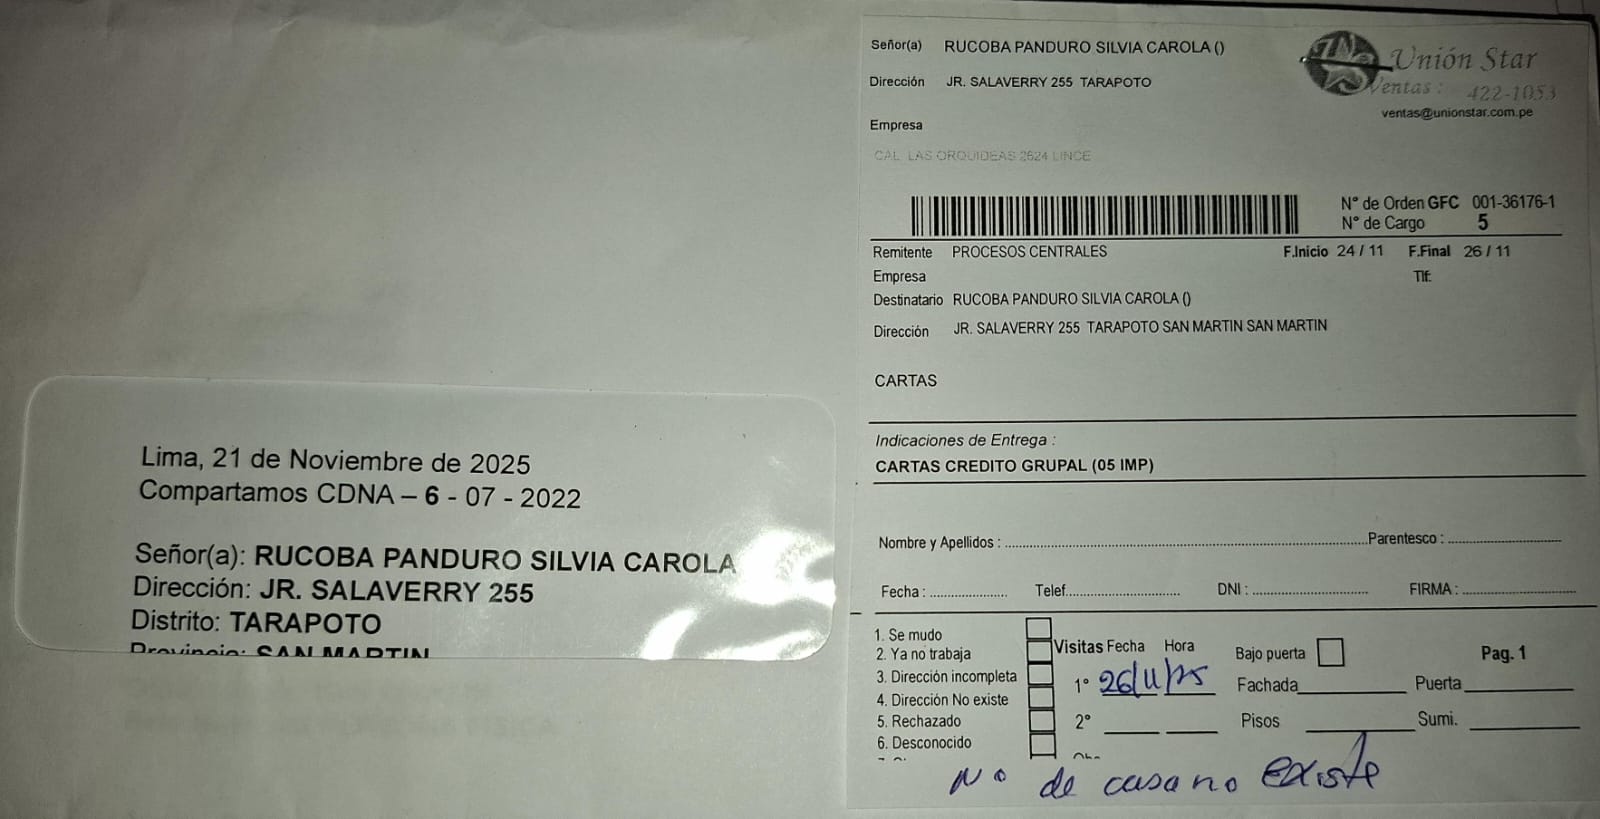 Lima, 21 de Noviembre de 2025
Compartamos CDNA – 6 - 07 - 2022
Señor(a): RUCOBA PANDURO SILVIA CAROLA
Dirección: JR. SALAVERRY 255
Distrito: TARAPOTO
Provincia: SAN MARTIN
Señor(a) RUCOBA PANDURO SILVIA CAROLA ()
Dirección JR. SALAVERRY 255 TARAPOTO
Empresa
CAL. LAS ORQUIDEAS 2624 LINCE
Unión Star
Ventas : 422-1053
ventas@unionstar.com.pe
N° de Orden GFC 001-36176-1
N° de Cargo 5
Remitente PROCESOS CENTRALES F.Inicio 24 / 11 F.Final 26 / 11
Empresa Tlf:
Destinatario RUCOBA PANDURO SILVIA CAROLA ()
Dirección JR. SALAVERRY 255 TARAPOTO SAN MARTIN SAN MARTIN
CARTAS
Indicaciones de Entrega :
CARTAS CREDITO GRUPAL (05 IMP)
Nombre y Apellidos : Parentesco :
Fecha : Telef. DNI : FIRMA :
1. Se mudo
2. Ya no trabaja
3. Dirección incompleta
4. Dirección No existe
5. Rechazado
6. Desconocido
Visitas Fecha Hora
1° 26/11/25
2°
Bajo puerta
Fachada Puerta
Pisos Sumi.
Pag. 1
N° de casa no existe